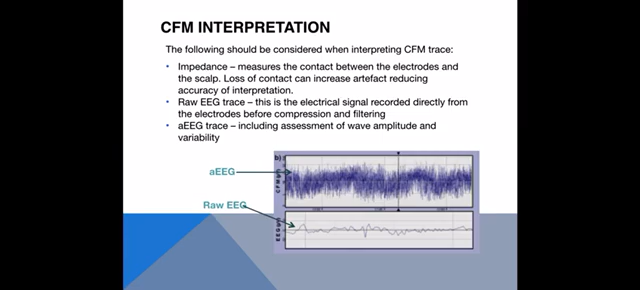 CFM INTERPRETATION
The following should be considered when interpreting CFM trace:
• Impedance – measures the contact between the electrodes and
the scalp. Loss of contact can increase artefact reducing
accuracy of interpretation.
• Raw EEG trace – this is the electrical signal recorded directly from
the electrodes before compression and filtering
• aEEG trace – including assessment of wave amplitude and
variability
b)
aEEG
Raw EEG